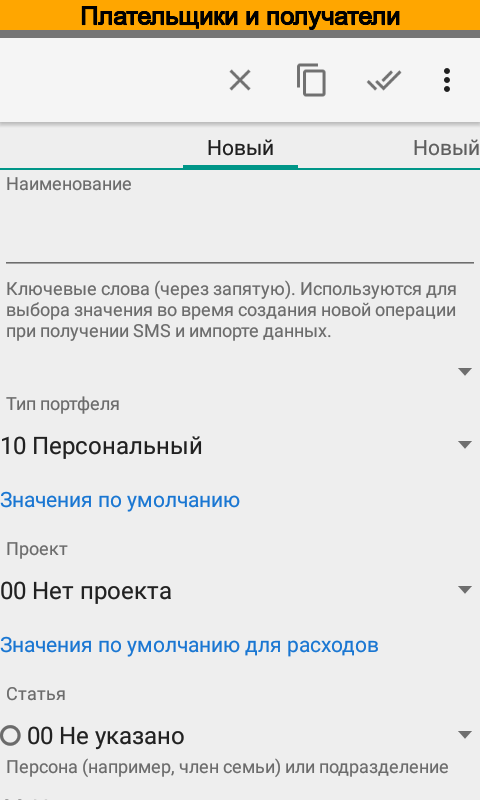 Плательщики и получатели
Новый
Новый
Наименование
Ключевые слова (через запятую). Используются для
выбора значения во время создания новой операции
при получении SMS и импорте данных.
Тип портфеля
10 Персональный
Значения по умолчанию
Проект
00 Нет проекта
Значения по умолчанию для расходов
Статья
00 Не указано
Персона (например, член семьи) или подразделение